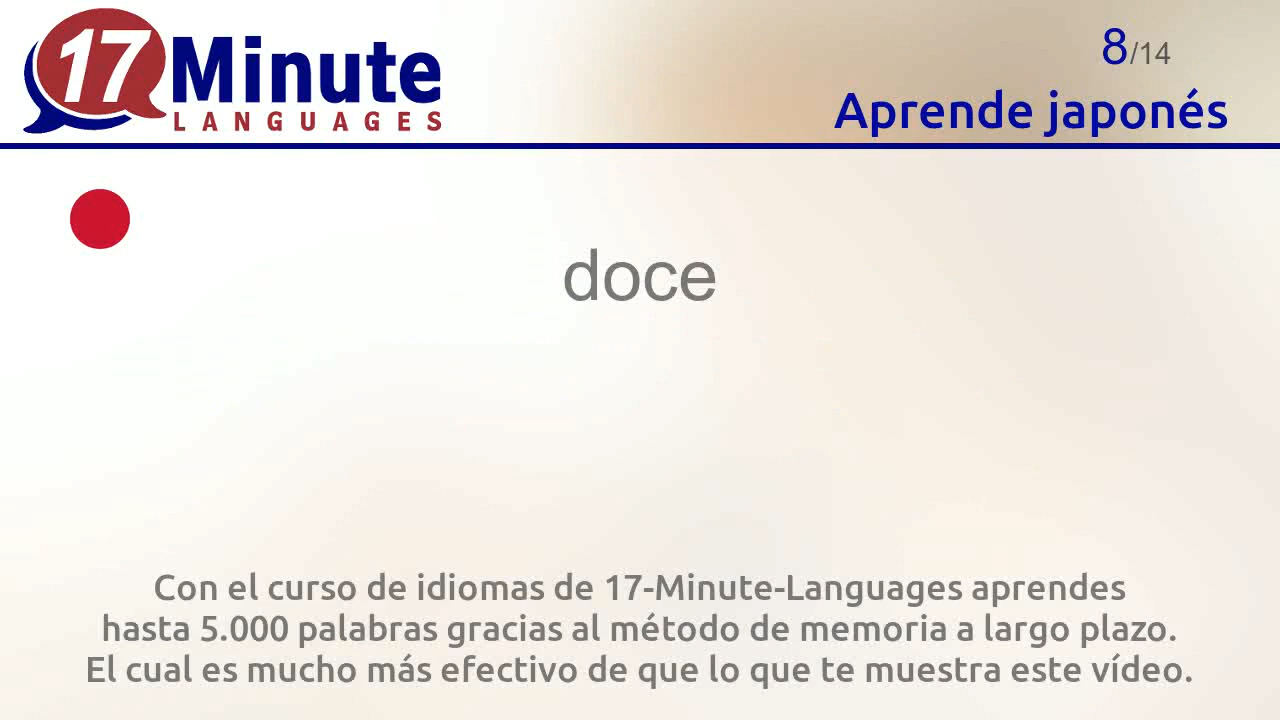 17 Minute
LANGUAGES
8/14
Aprende japonés
doce
Con el curso de idiomas de 17-Minute-Languages aprendes
hasta 5.000 palabras gracias al método de memoria a largo plazo.
El cual es mucho más efectivo de que lo que te muestra este vídeo.